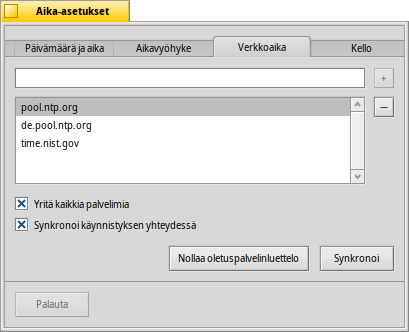 Aika-asetukset
Päivämäärä ja aika Aikavyöhyke Verkkoaika Kello
+
pool.ntp.org
–
de.pool.ntp.org
time.nist.gov
Yritä kaikkia palvelimia
Synkronoi käynnistyksen yhteydessä
Nollaa oletuspalvelinluettelo Synkronoi
Palauta